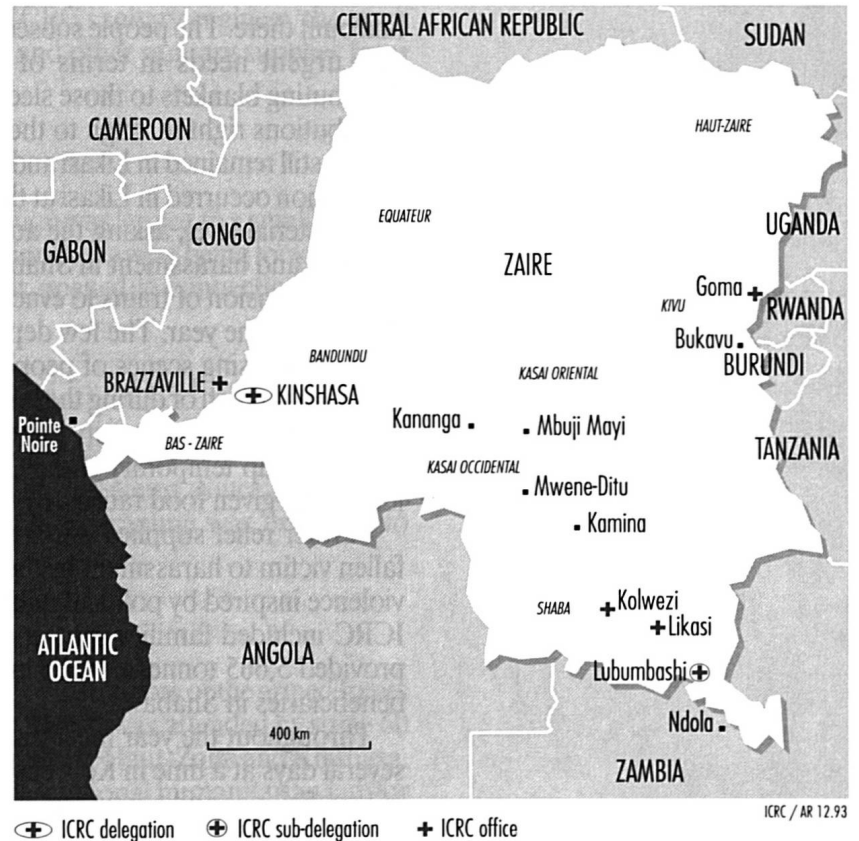 CENTRAL AFRICAN REPUBLIC
SUDAN
CAMEROON
HAUT-ZAIRE
EQUATEUR
UGANDA
CONGO
GABON
ZAIRE
Goma
KIVU
RWANDA
Bukavu
BURUNDI
BANDUNDU
KASAI ORIENTAL
BRAZZAVILLE
KINSHASA
Pointe
Noire
Kananga
Mbuji Mayi
BAS - ZAIRE
TANZANIA
KASAI OCCIDENTAL
Mwene-Ditu
Kamina
SHABA
Kolwezi
Likasi
ATLANTIC
OCEAN
ANGOLA
Lubumbashi
400 km
Ndola
ZAMBIA
ICRC / AR 12.93
ICRC delegation
ICRC sub-delegation
ICRC office